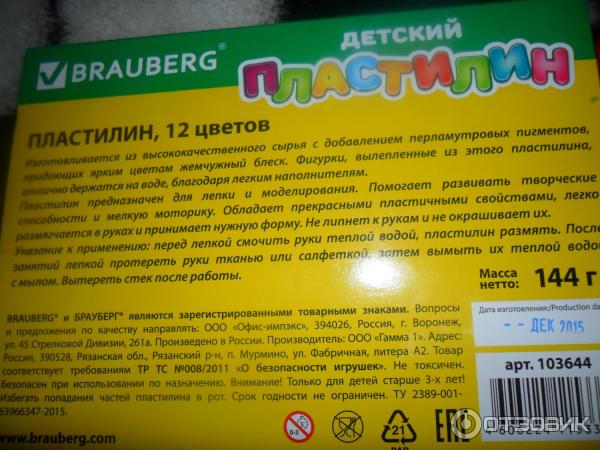 BRAUBERG®
ДЕТСКИЙ
ПЛАСТИЛИН
ПЛАСТИЛИН, 12 цветов
Изготавливается из высококачественного сырья с добавлением перламутровых пигментов,
придающих ярким цветам жемчужный блеск. Фигурки, вылепленные из этого пластилина,
отлично держатся на воде, благодаря легким наполнителям.
Пластилин предназначен для лепки и моделирования. Помогает развивать творческие
способности и мелкую моторику. Обладает прекрасными пластичными свойствами, легко
размягчается в руках и принимает нужную форму. Не липнет к рукам и не окрашивает их.
Указание к применению: перед лепкой смочить руки теплой водой, пластилин размять. После
занятий лепкой протереть руки тканью или салфеткой, затем вымыть их теплой водой
с мылом. Вытереть стек после работы.
Масса
нетто: 144 г
BRAUBERG® и БРАУБЕРГ® являются зарегистрированными товарными знаками. Вопросы
и предложения по качеству направлять: ООО «Офис-импэкс», 394026, Россия, г. Воронеж,
ул. 45 Стрелковой Дивизии, 261а. Произведено в России. Производитель: ООО «Гамма 1». Адрес:
Россия, 390528, Рязанская обл., Рязанский р-н, п. Мурмино, ул. Фабричная, литера А2. Товар
соответствует требованиям ТР ТС №008/2011 «О безопасности игрушек». Не токсичен.
Безопасен при использовании по назначению. Внимание! Только для детей старше 3-х лет!
Избегать попадания частей пластилина в рот. Срок годности не ограничен. ТУ 2389-001-
63966347-2015.
Дата изготовления:/Production da
-- ДЕК 2015
арт. 103644
www.brauberg.com
0-3
21
PAP
EAC
ОТЗОВИК